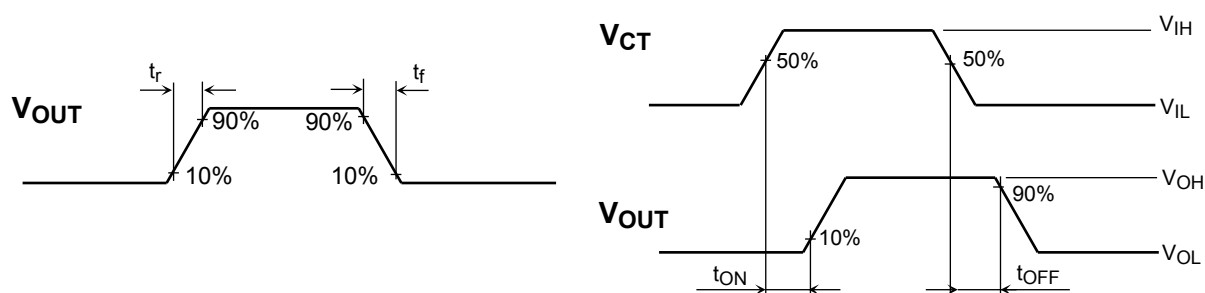 tr
tf
VOUT
90%
90%
10%
10%
VCT
VIH
50%
50%
VIL
VOH
90%
VOUT
10%
VOL
tON
tOFF